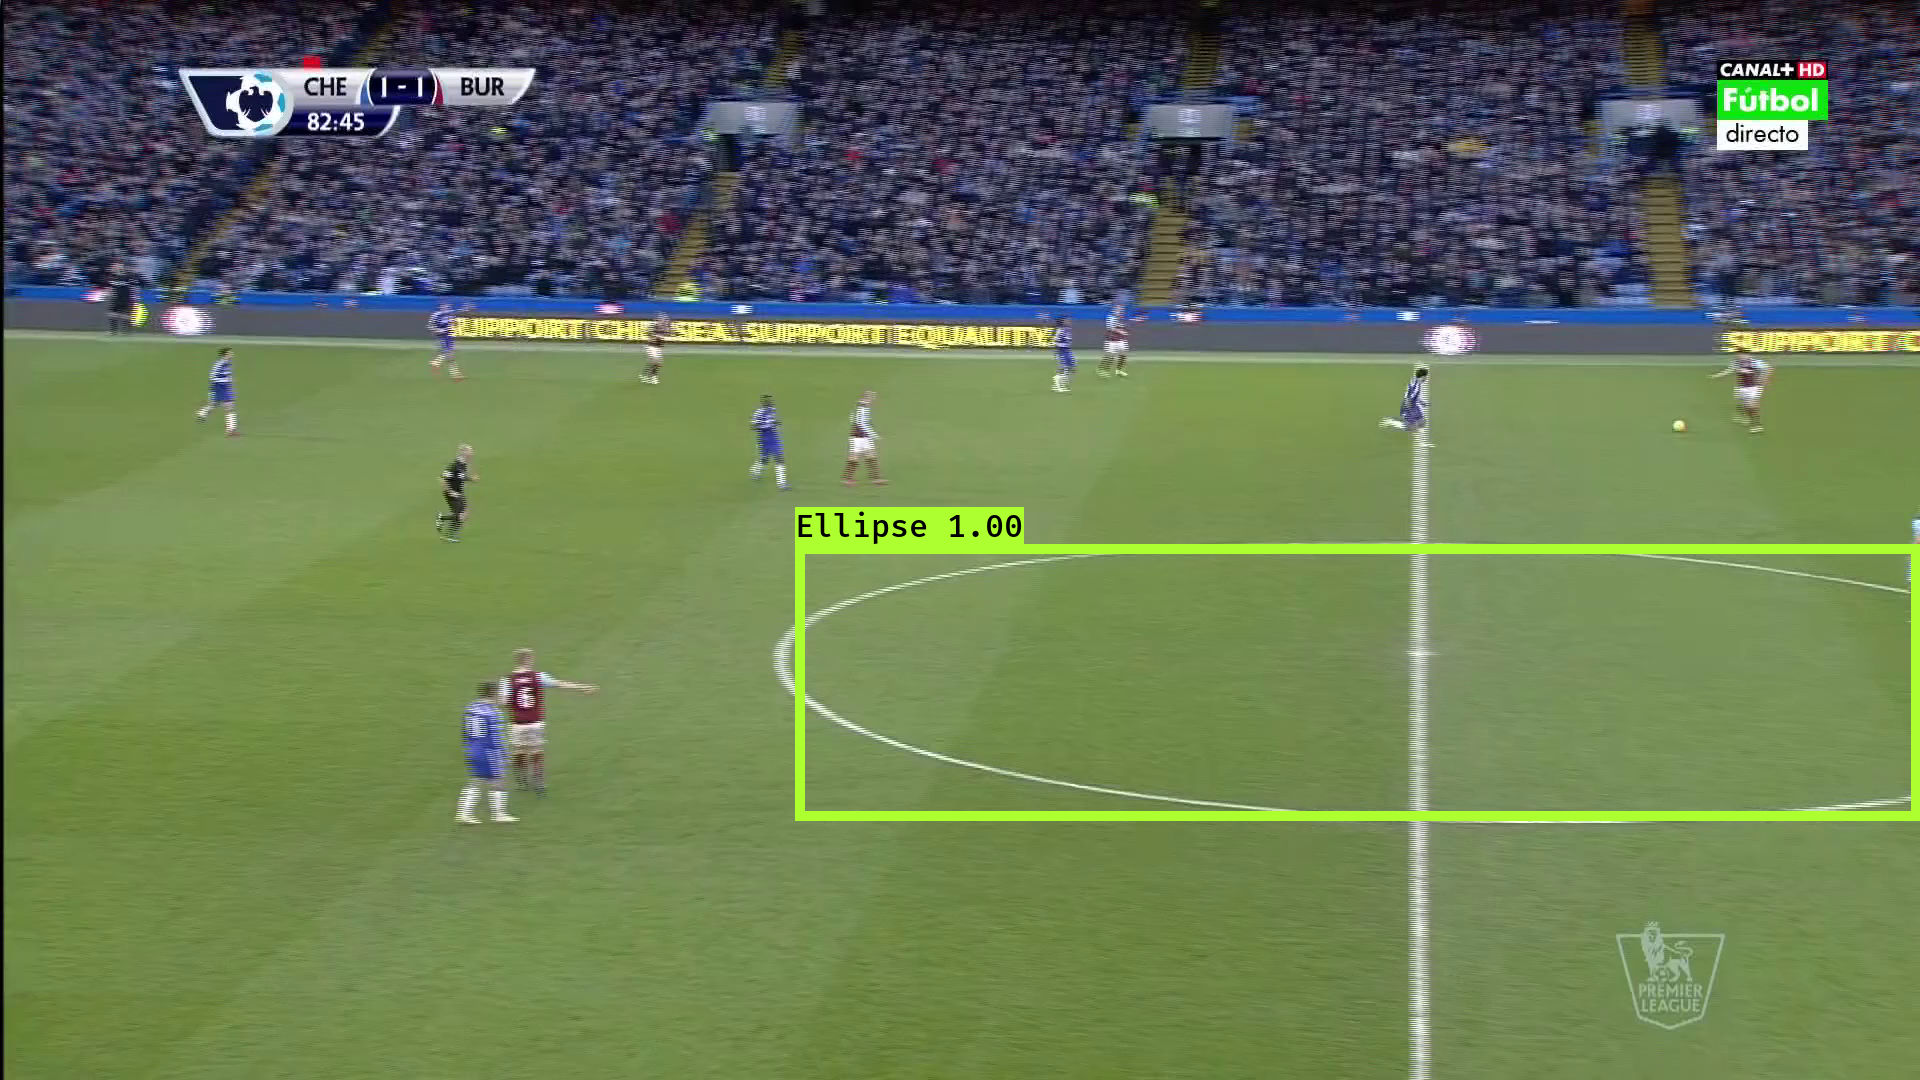 CHE 1 - 1 BUR
82:45
CANAL+ HD
Fútbol
directo
SUPPORT CHELSEA\ SUPPORT EQUALITY\
SUPPORT
Ellipse 1.00
6
PREMIER
LEAGUE